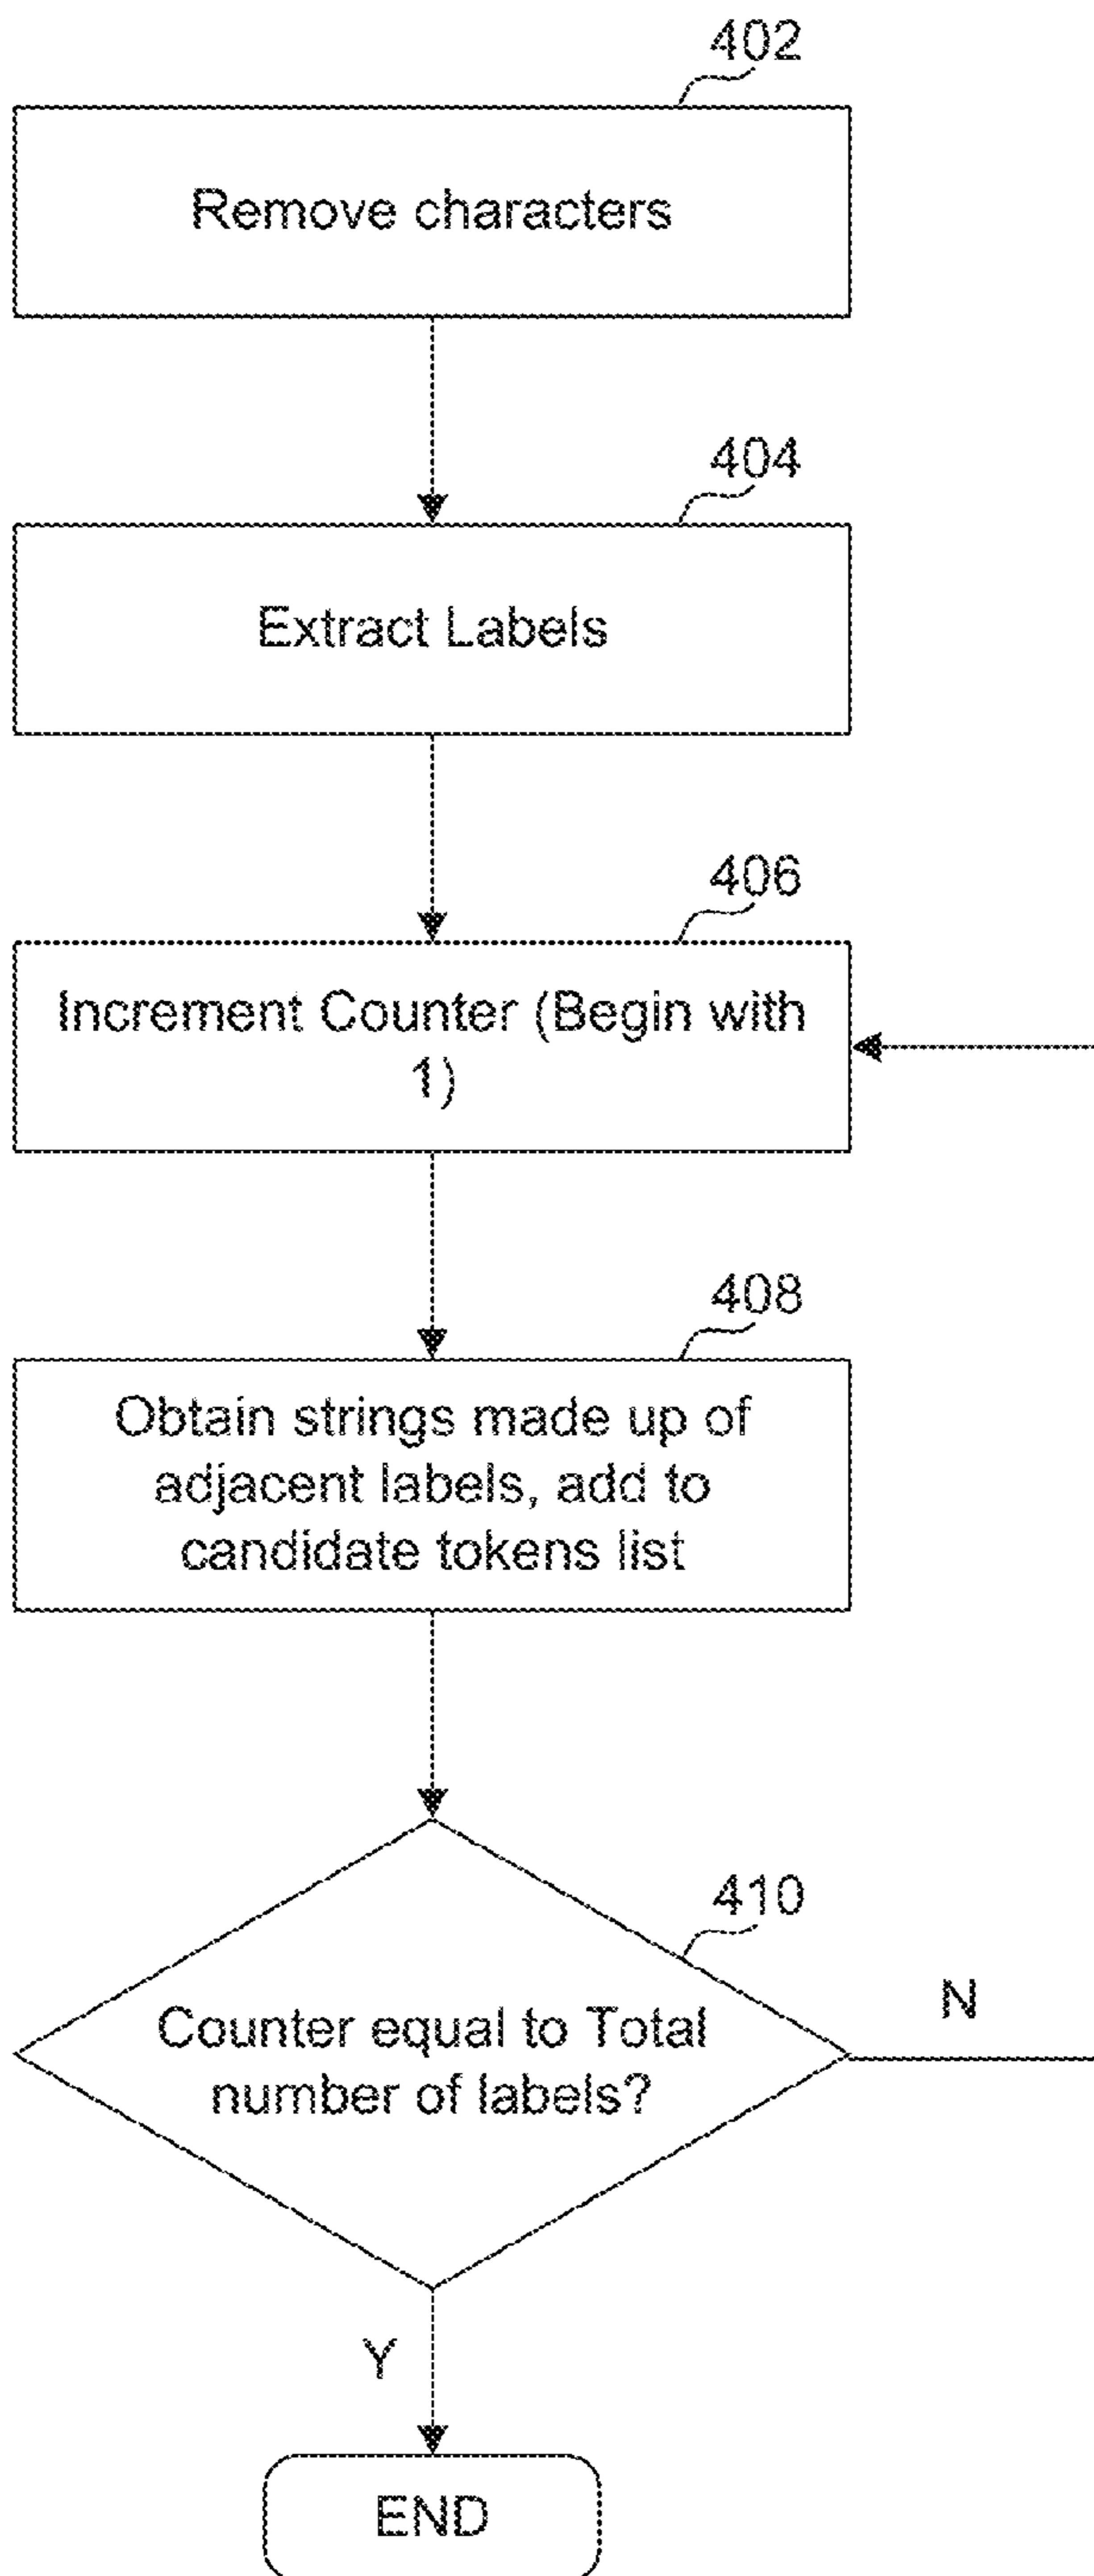 402
Remove characters
404
Extract Labels
406
Increment Counter (Begin with
1)
408
Obtain strings made up of
adjacent labels, add to
candidate tokens list
410
Counter equal to Total
number of labels?
N
Y
END